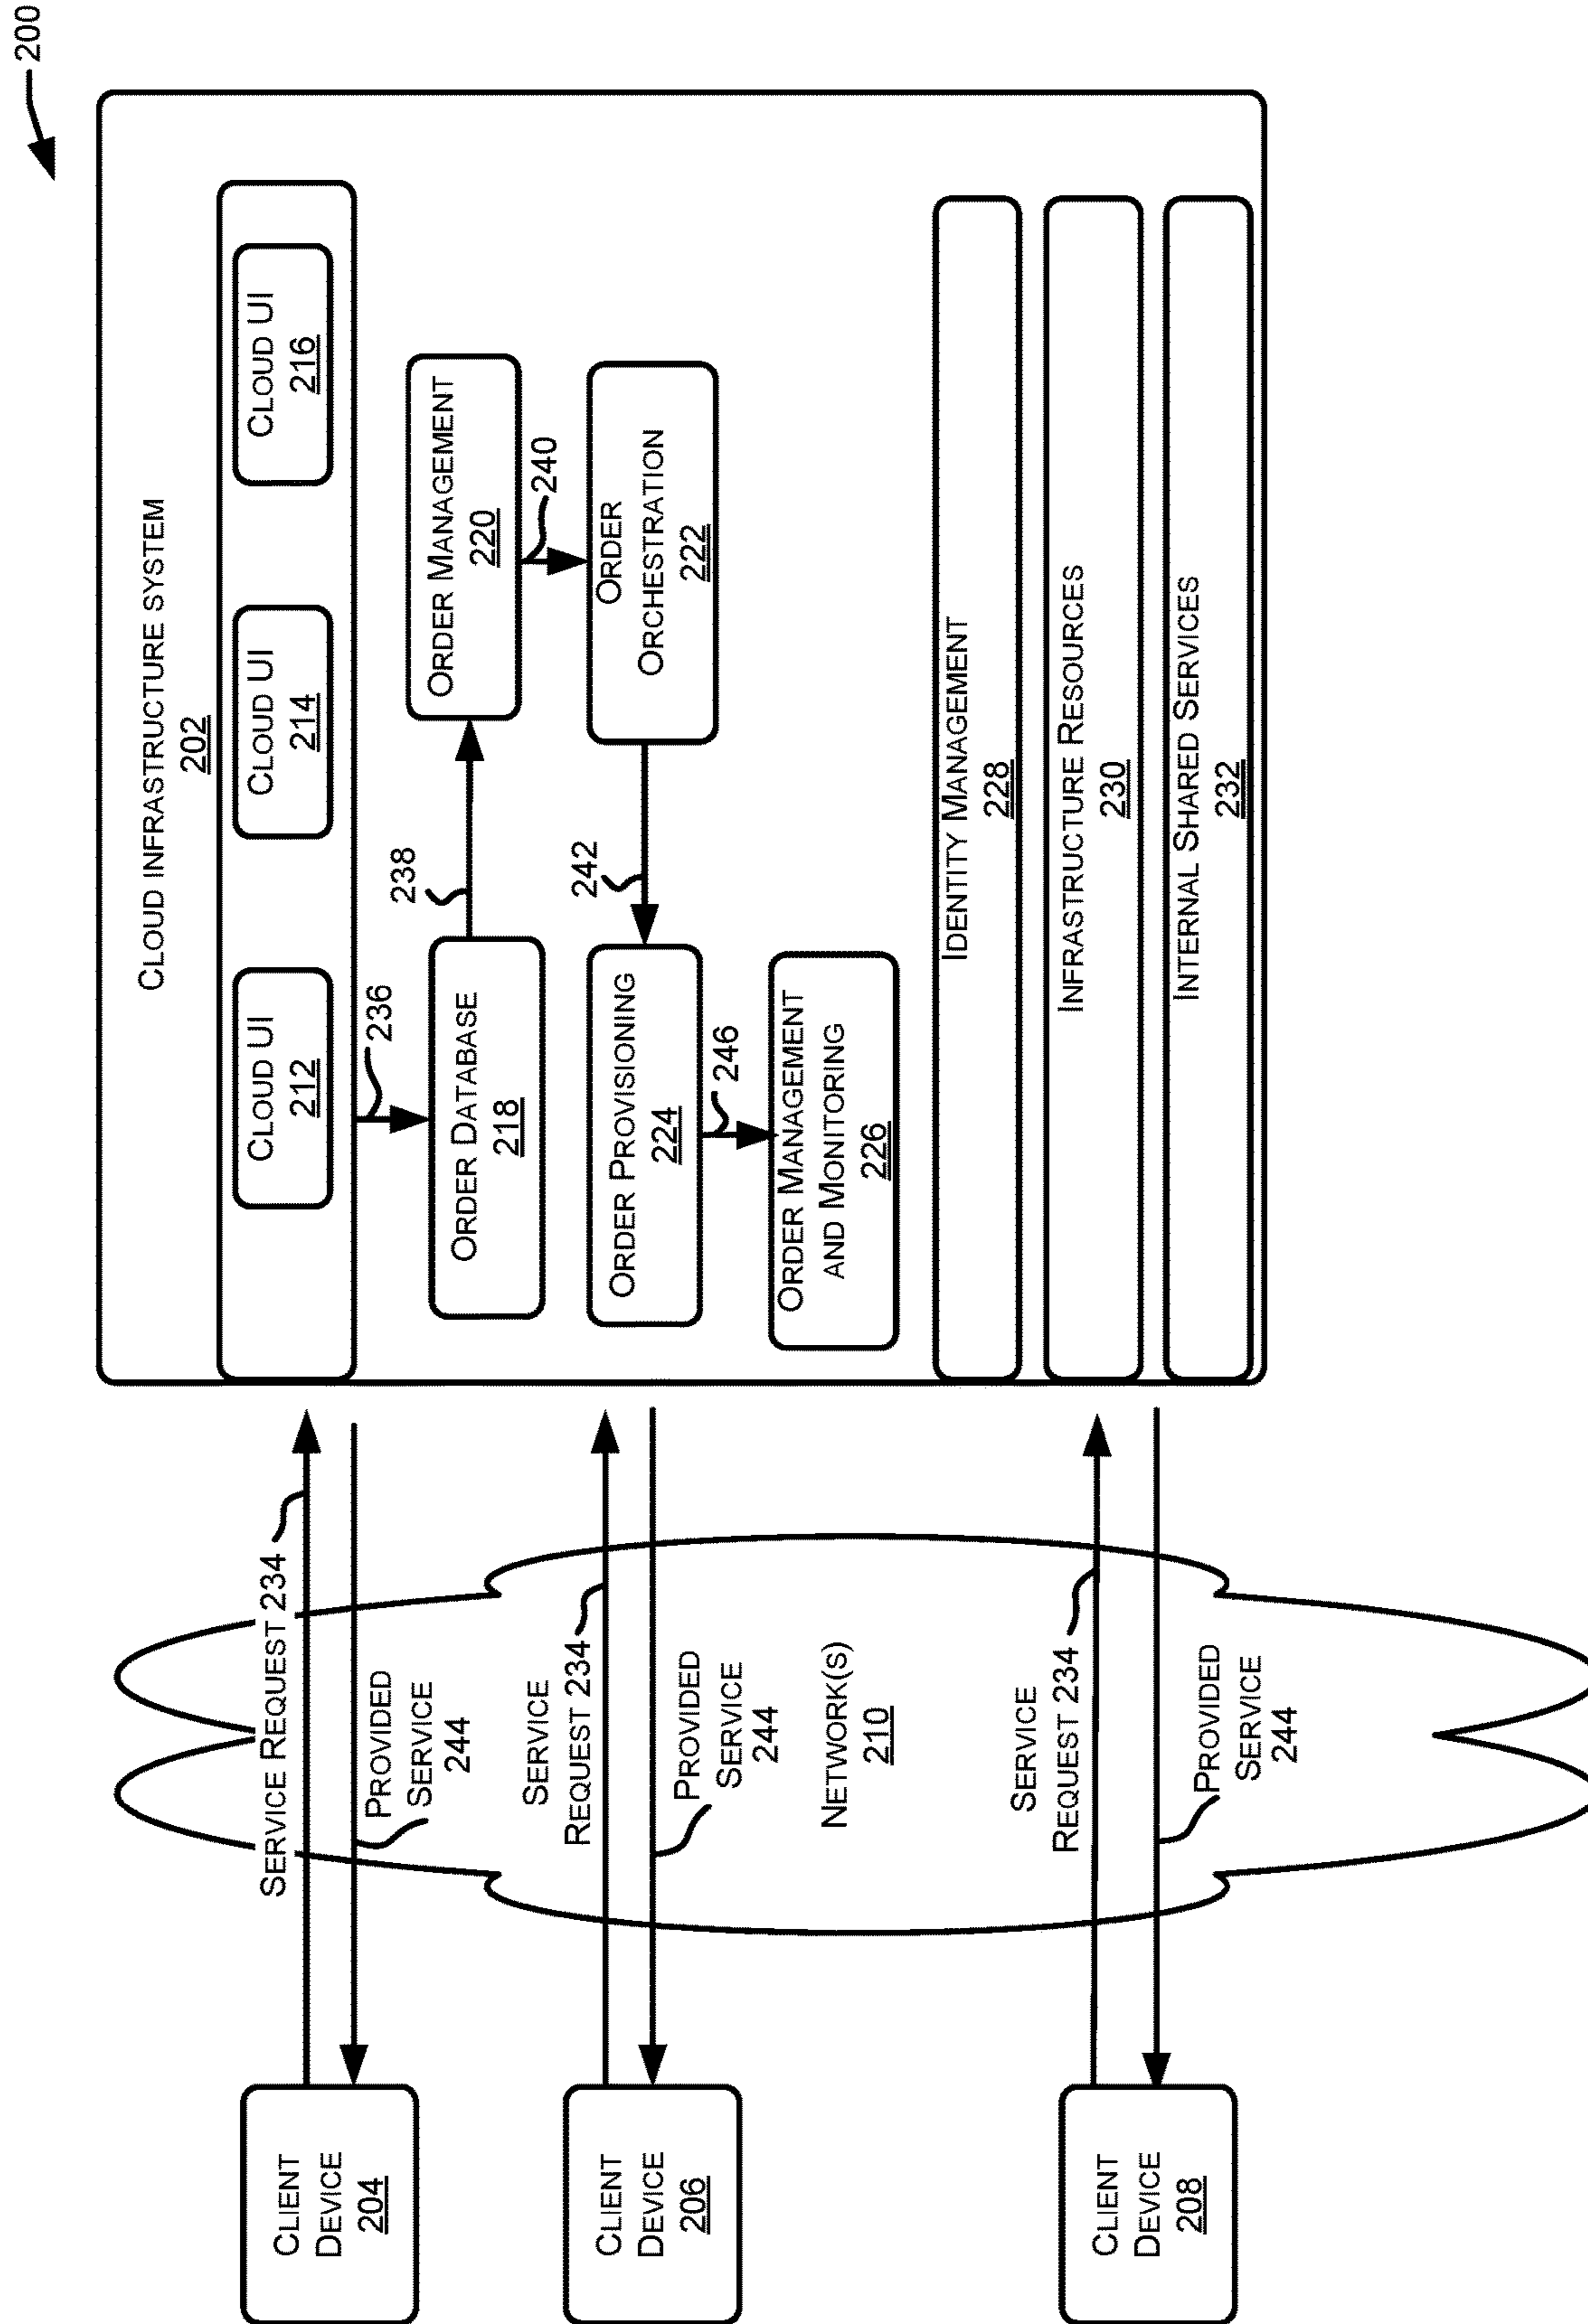 200
CLOUD INFRASTRUCTURE SYSTEM
202
CLOUD UI
212
CLOUD UI
214
CLOUD UI
216
236
ORDER DATABASE
218
238
ORDER MANAGEMENT
220
240
ORDER
ORCHESTRATION
222
242
ORDER PROVISIONING
224
246
ORDER MANAGEMENT
AND MONITORING
226
IDENTITY MANAGEMENT
228
INFRASTRUCTURE RESOURCES
230
INTERNAL SHARED SERVICES
232
SERVICE REQUEST 234
PROVIDED
SERVICE
244
SERVICE
REQUEST 234
PROVIDED
SERVICE
244
NETWORK(S)
210
SERVICE
REQUEST 234
PROVIDED
SERVICE
244
CLIENT
DEVICE
204
CLIENT
DEVICE
206
CLIENT
DEVICE
208